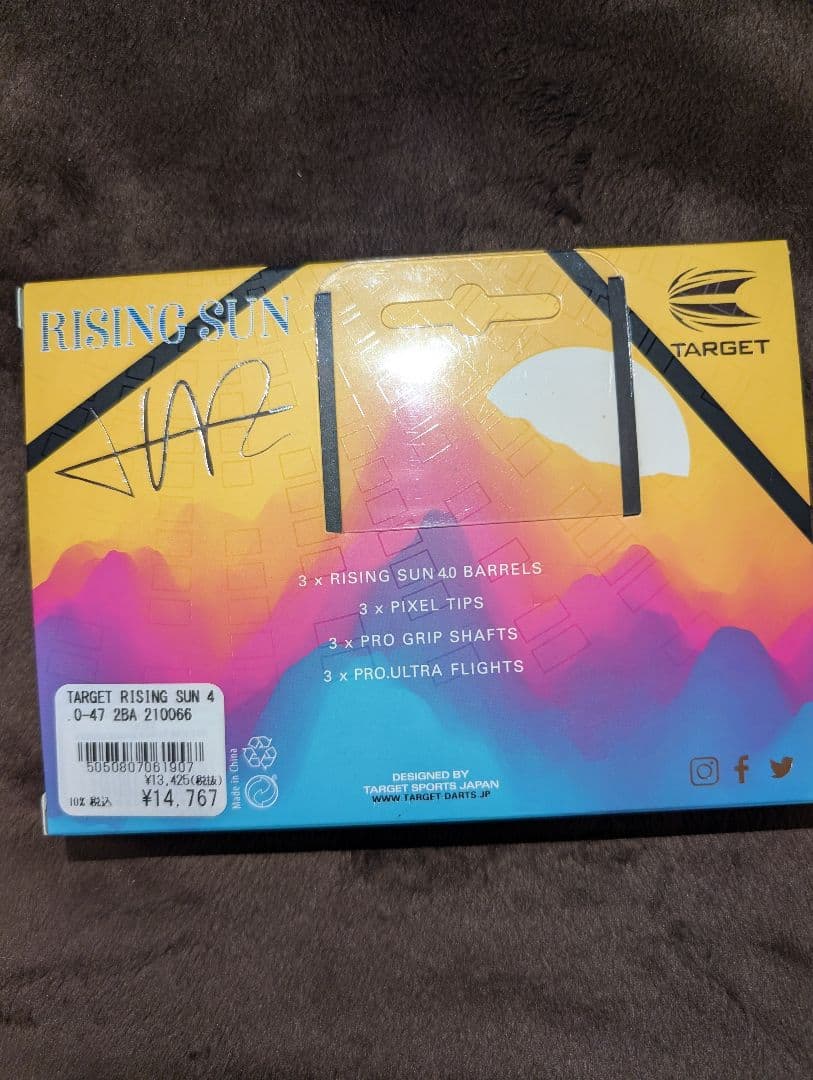 RISING SUN
TARGET
3 x RISING SUN 4.0 BARRELS
3 x PIXEL TIPS
3 x PRO GRIP SHAFTS
3 x PRO.ULTRA FLIGHTS
TARGET RISING SUN 4
.0-47 2BA 210066
5050807061907
¥13,425(税抜)
10% 税込 ¥14,767
Made in China
DESIGNED BY
TARGET SPORTS JAPAN
WWW.TARGET-DARTS.JP